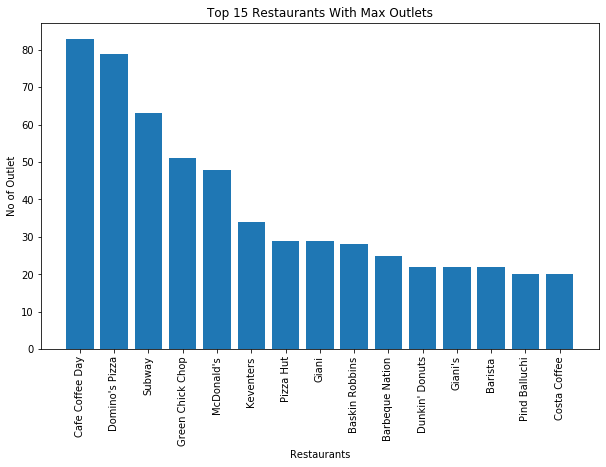 Top 15 Restaurants With Max Outlets
No of Outlet
80
70
60
50
40
30
20
10
0
Cafe Coffee Day
Domino's Pizza
Subway
Green Chick Chop
McDonald's
Keventers
Pizza Hut
Giani
Baskin Robbins
Barbeque Nation
Dunkin' Donuts
Giani's
Barista
Pind Balluchi
Costa Coffee
Restaurants